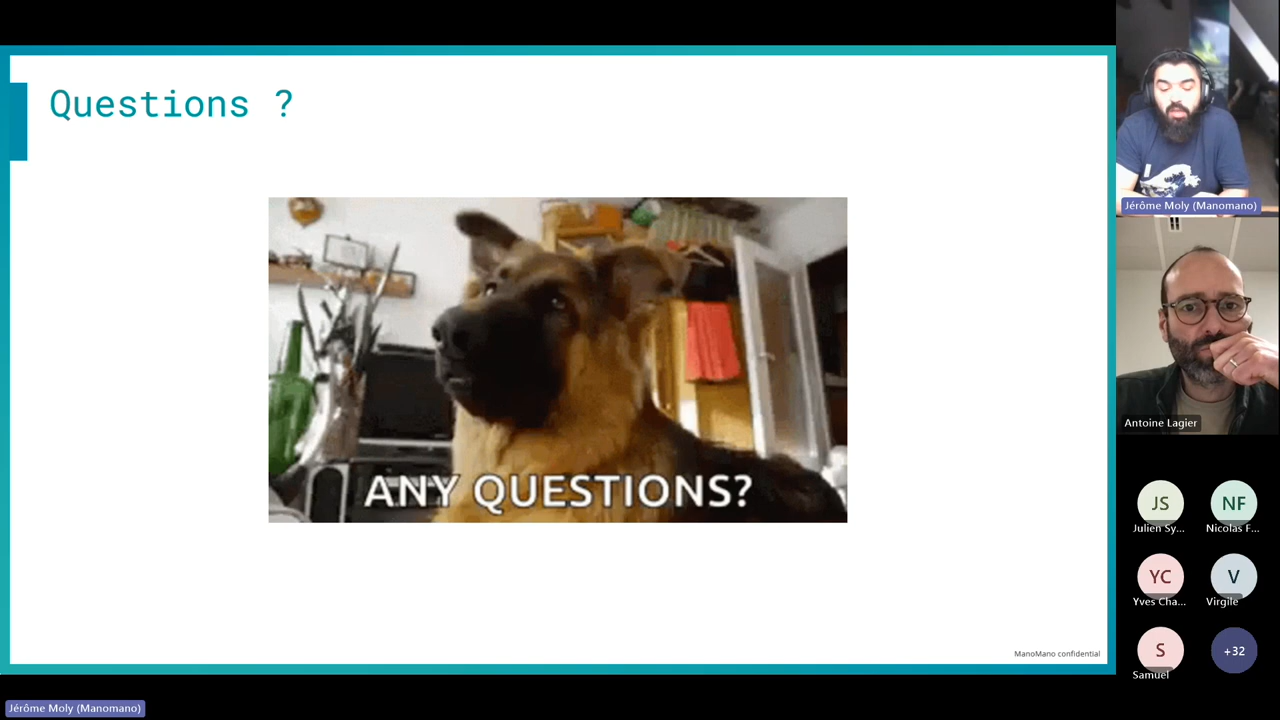 Questions ?
ANY QUESTIONS?
ManoMano confidential
Jérôme Moly (Manomano)
Antoine Lagier
JS
NF
Julien Sy...
Nicolas F...
YC
V
Yves Cha...
Virgile
S
+32
Samuel
Jérôme Moly (Manomano)